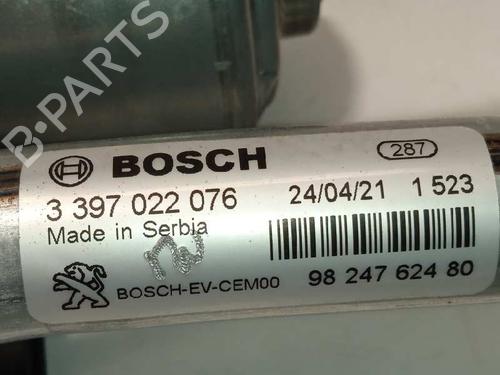 B-PARTS
BOSCH
287
3 397 022 076
24/04/21 1 523
Made in Serbia
BOSCH-EV-CEM00
98 247 624 80